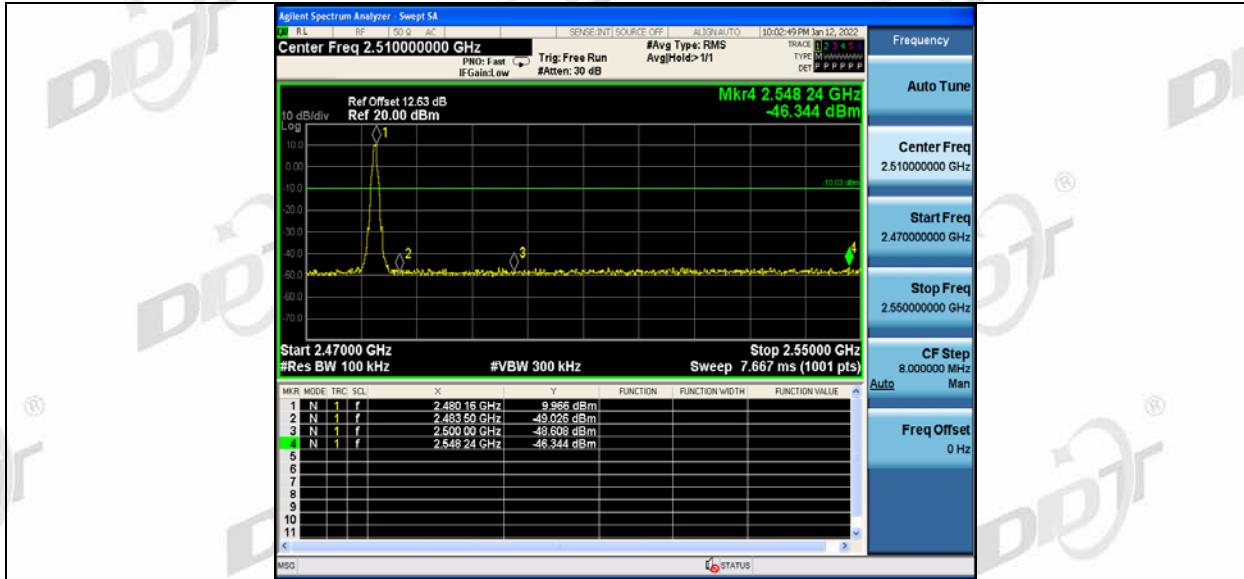 Agilent Spectrum Analyzer - Swept SA
RL RF 50 Ω AC SENSE:INT SOURCE OFF ALIGN AUTO 10:02:49 PM Jan 12, 2022
Center Freq 2.510000000 GHz
PNO: Fast
IFGain:Low
Trig: Free Run
#Atten: 30 dB
#Avg Type: RMS
Avg|Hold:> 1/1
TRACE 1 2 3 4 5 6
TYPE M
DET P P P P P P
Frequency
Auto Tune
Center Freq
2.510000000 GHz
Start Freq
2.470000000 GHz
Stop Freq
2.550000000 GHz
CF Step
8.000000 MHz
Auto Man
Freq Offset
0 Hz
Mkr4 2.548 24 GHz
-46.344 dBm
Ref Offset 12.63 dB
10 dB/div Ref 20.00 dBm
Log
10.0
0.00
-10.0
-20.0
-30.0
-40.0
-50.0
-60.0
-70.0
1
2
3
4
-10.03 dBm
Start 2.47000 GHz Stop 2.55000 GHz
#Res BW 100 kHz #VBW 300 kHz Sweep 7.667 ms (1001 pts)
MKR MODE TRC SCL X Y FUNCTION FUNCTION WIDTH FUNCTION VALUE
1 N 1 f 2.480 16 GHz 9.966 dBm
2 N 1 f 2.483 50 GHz -49.026 dBm
3 N 1 f 2.500 00 GHz -48.608 dBm
4 N 1 f 2.548 24 GHz -46.344 dBm
5
6
7
8
9
10
11
MSG STATUS